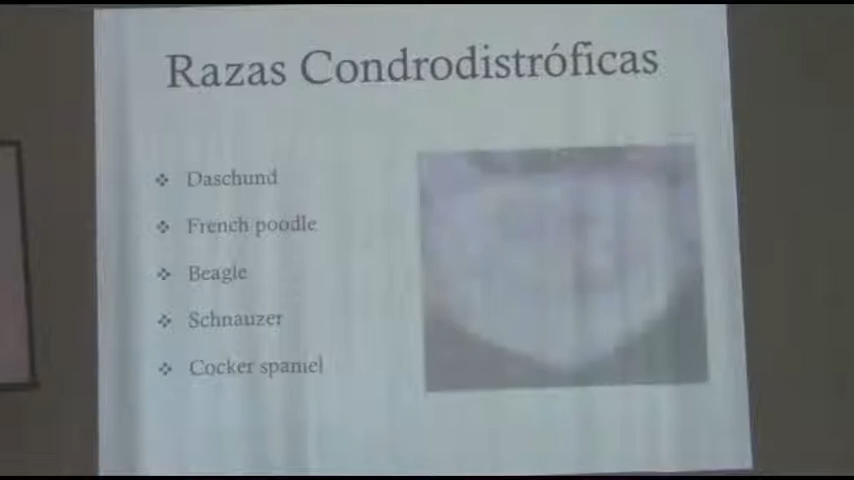 Razas Condrodistróficas
Daschund
French poodle
Beagle
Schnauzer
Cocker spaniel